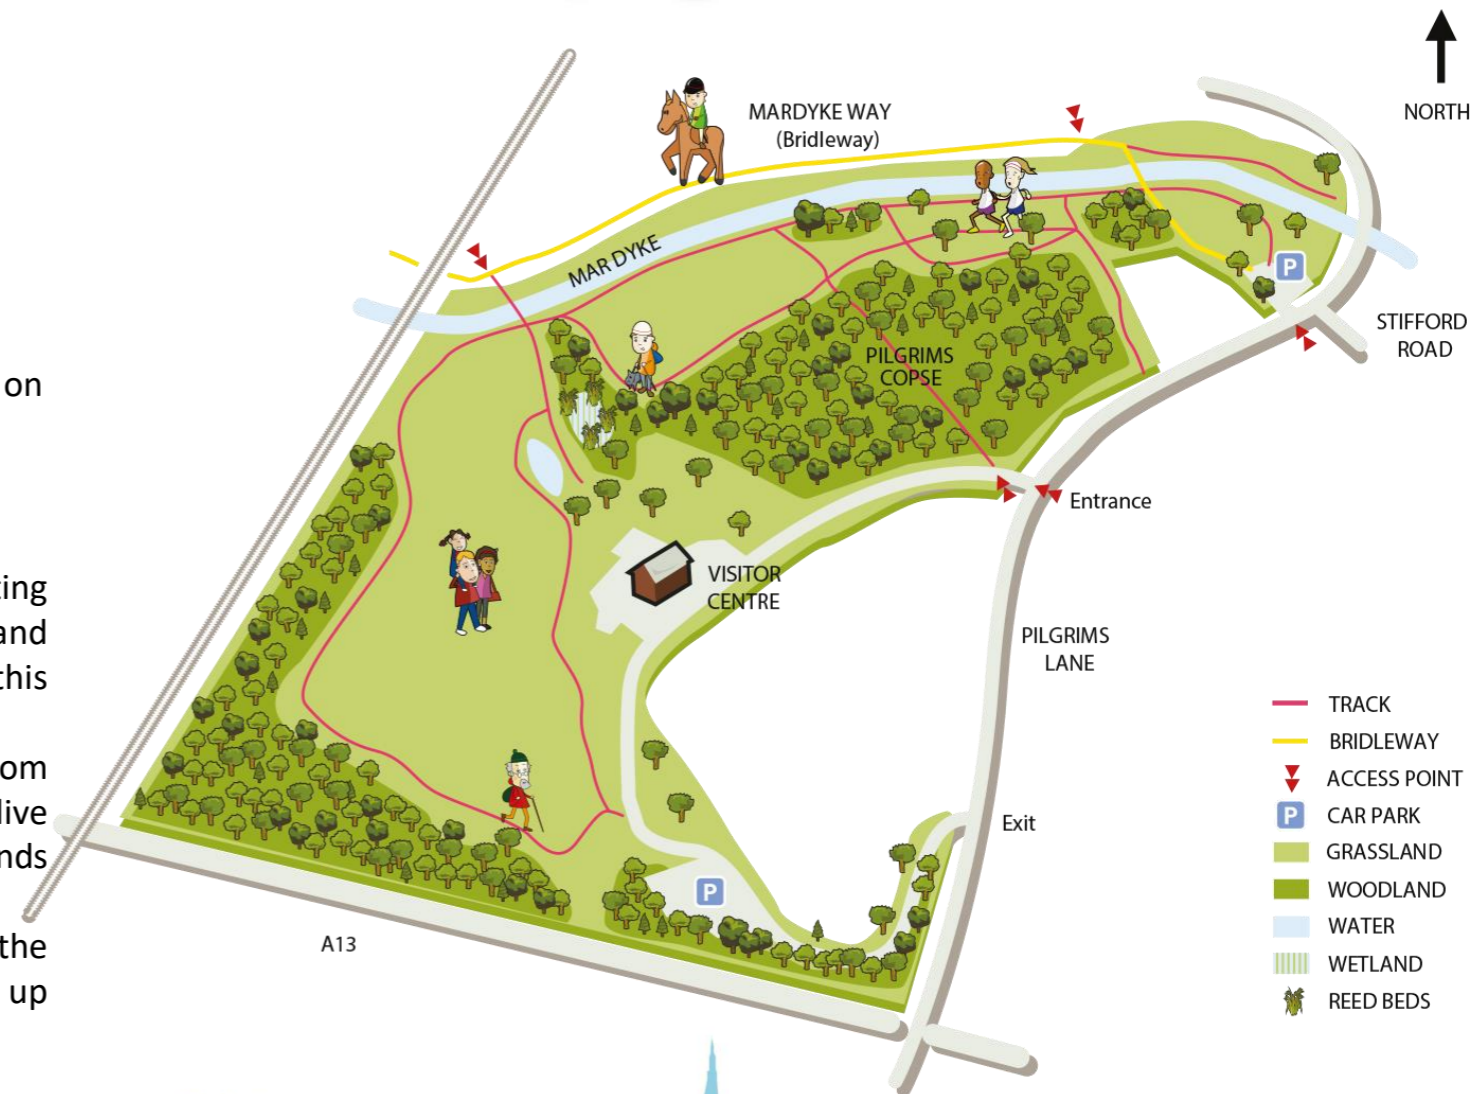 NORTH
MARDYKE WAY
(Bridleway)
MAR DYKE
P
STIFFORD
ROAD
PILGRIMS
COPSE
on
Entrance
VISITOR
CENTRE
ting
and
this
PILGRIMS
LANE
om
live
nds
the
up
Exit
P
A13
TRACK
BRIDLEWAY
ACCESS POINT
P CAR PARK
GRASSLAND
WOODLAND
WATER
WETLAND
REED BEDS